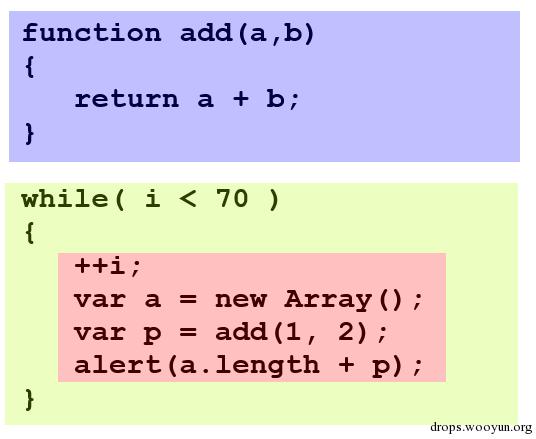 function add(a,b)
{
return a + b;
}
while( i < 70 )
{
++i;
var a = new Array();
var p = add(1, 2);
alert(a.length + p);
}
drops.wooyun.org